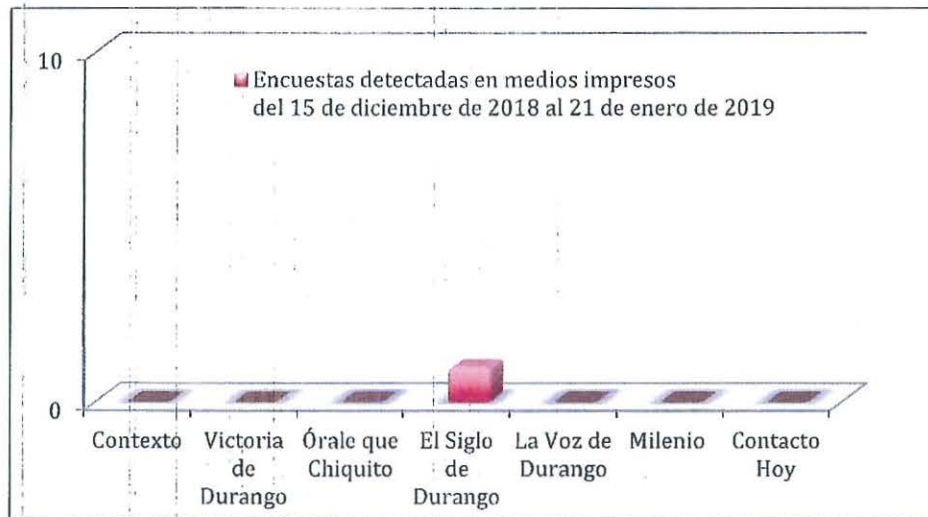 10
Encuestas detectadas en medios impresos
del 15 de diciembre de 2018 al 21 de enero de 2019
0
Contexto
Victoria
de
Durango
Órale que
Chiquito
El Siglo
de
Durango
La Voz de
Durango
Milenio
Contacto
Hoy